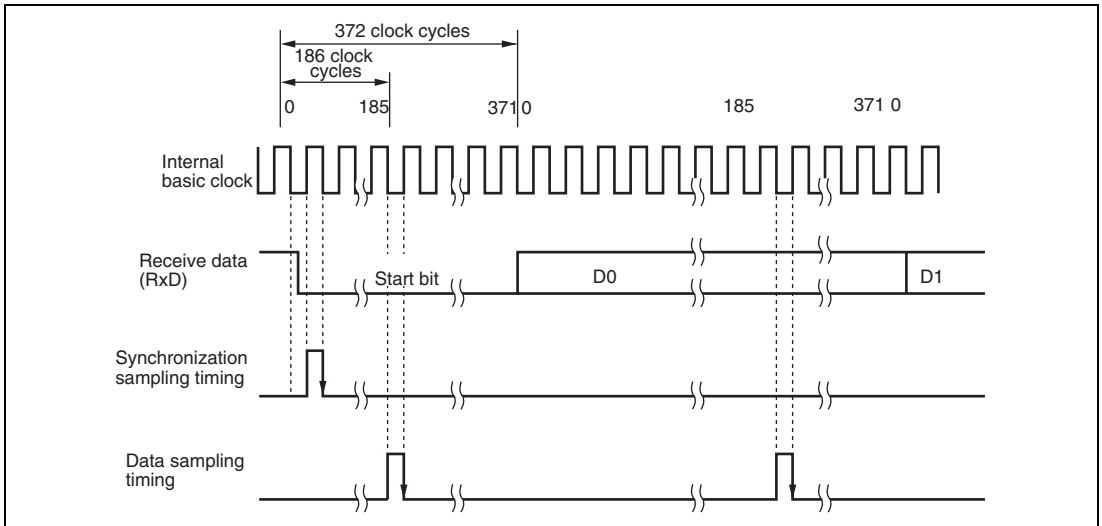 372 clock cycles
186 clock
cycles
0 185 371 0 185 371 0
Internal
basic clock
Receive data
(RxD)
Start bit D0 D1
Synchronization
sampling timing
Data sampling
timing